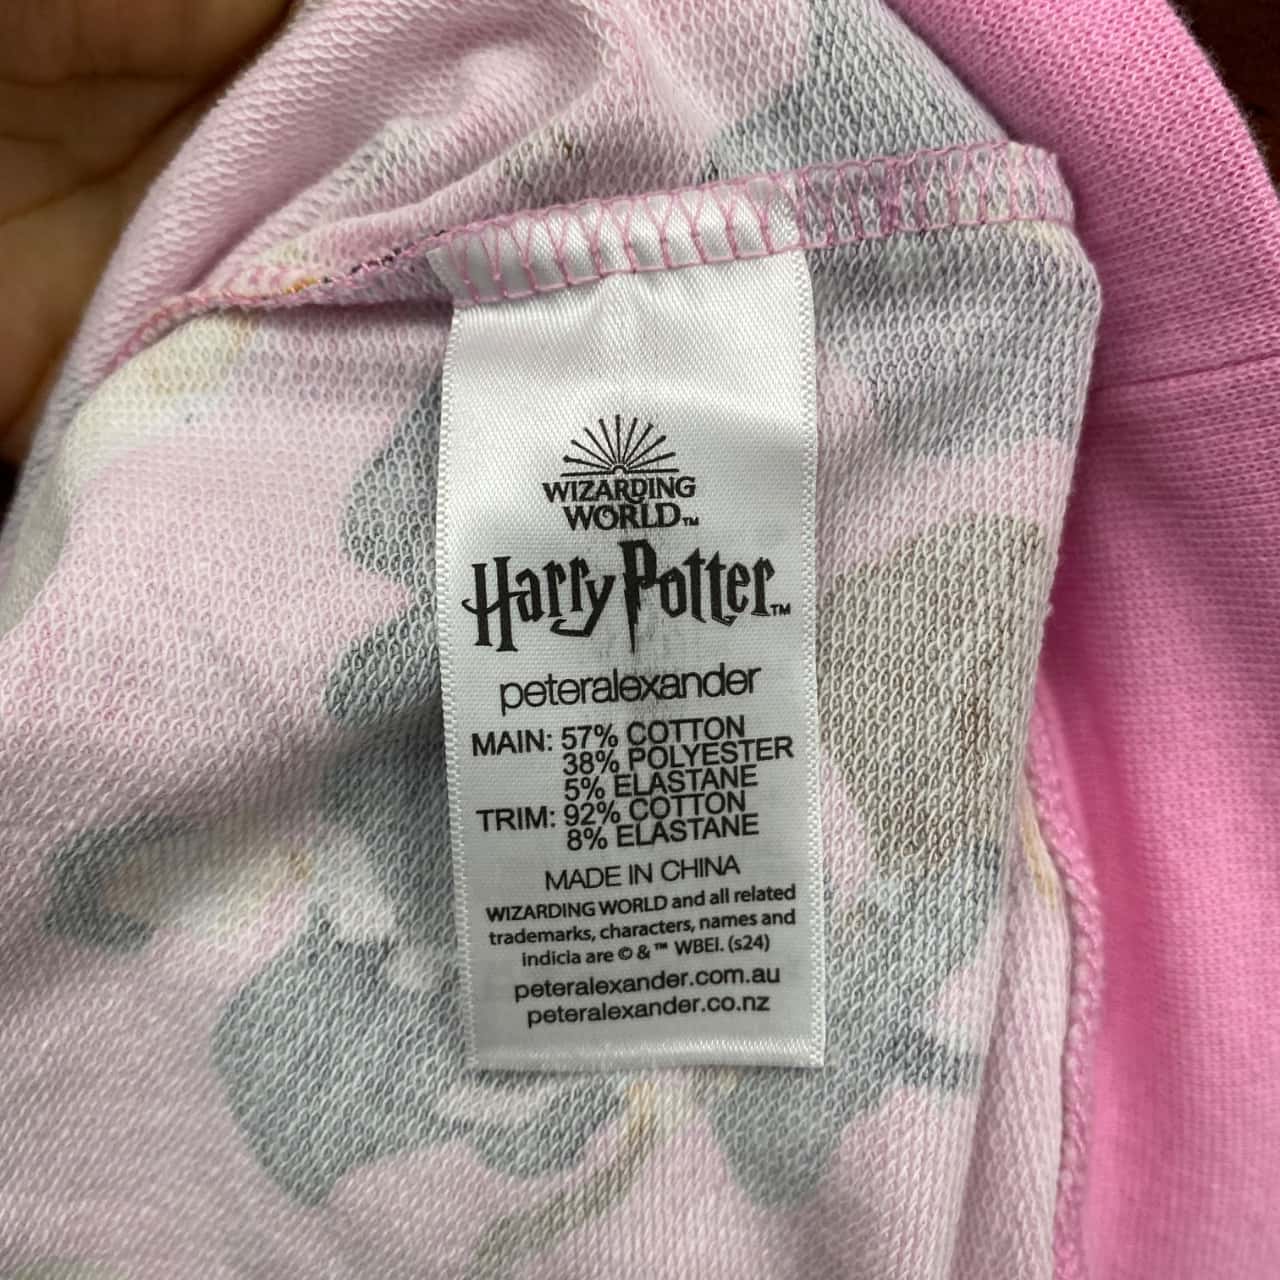 WIZARDING
WORLD™
Harry Potter™
peteralexander
MAIN: 57% COTTON
38% POLYESTER
5% ELASTANE
TRIM: 92% COTTON
8% ELASTANE
MADE IN CHINA
WIZARDING WORLD and all related
trademarks, characters, names and
indicia are © & ™ WBEI. (s24)
peteralexander.com.au
peteralexander.co.nz